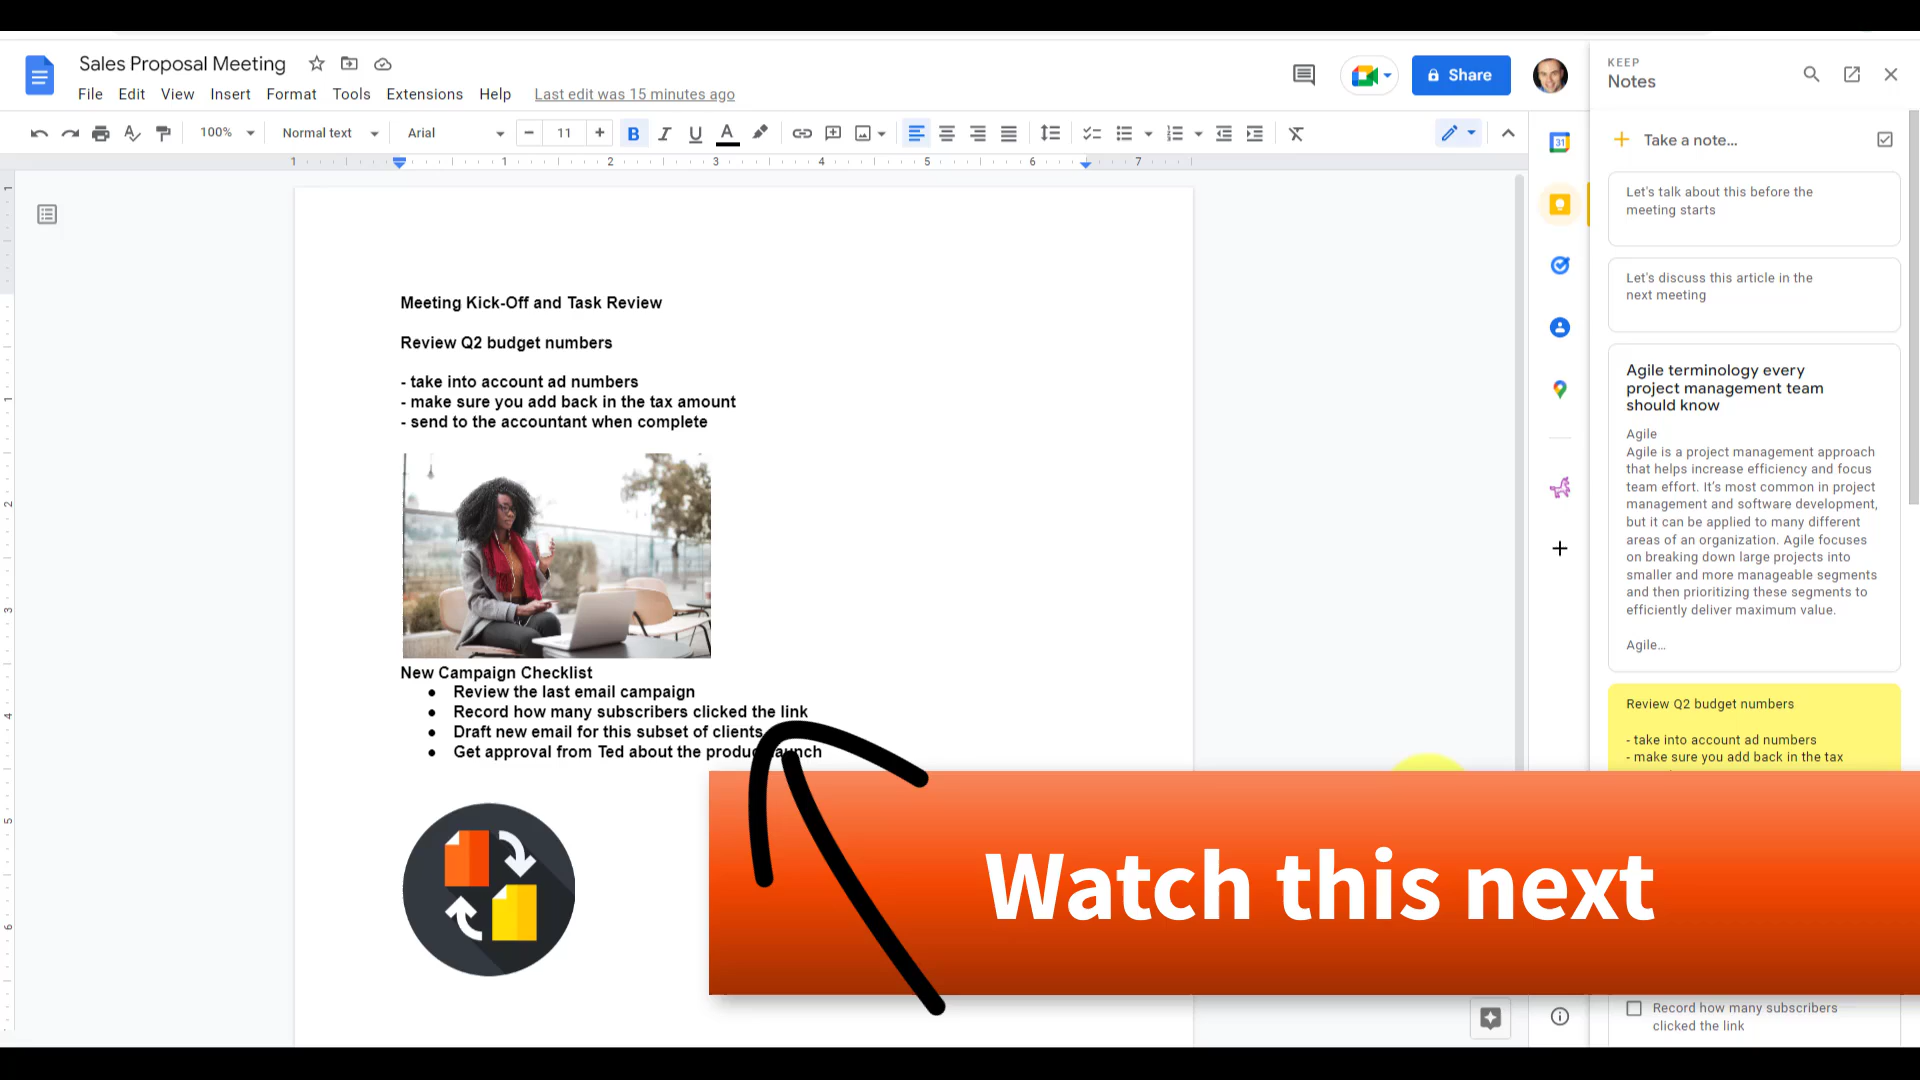 Sales Proposal Meeting
File Edit View Insert Format Tools Extensions Help Last edit was 15 minutes ago
Share
100% Normal text Arial 11
1 1 2 3 4 5 6 7
KEEP
Notes
Take a note...
Let's talk about this before the
meeting starts
Let's discuss this article in the
next meeting
Agile terminology every
project management team
should know
Agile
Agile is a project management approach
that helps increase efficiency and focus
team effort. It's most common in project
management and software development,
but it can be applied to many different
areas of an organization. Agile focuses
on breaking down large projects into
smaller and more manageable segments
and then prioritizing these segments to
efficiently deliver maximum value.
Agile...
Review Q2 budget numbers
- take into account ad numbers
- make sure you add back in the tax
Record how many subscribers
clicked the link
Meeting Kick-Off and Task Review
Review Q2 budget numbers
- take into account ad numbers
- make sure you add back in the tax amount
- send to the accountant when complete
New Campaign Checklist
● Review the last email campaign
● Record how many subscribers clicked the link
● Draft new email for this subset of clients
● Get approval from Ted about the
Watch this next